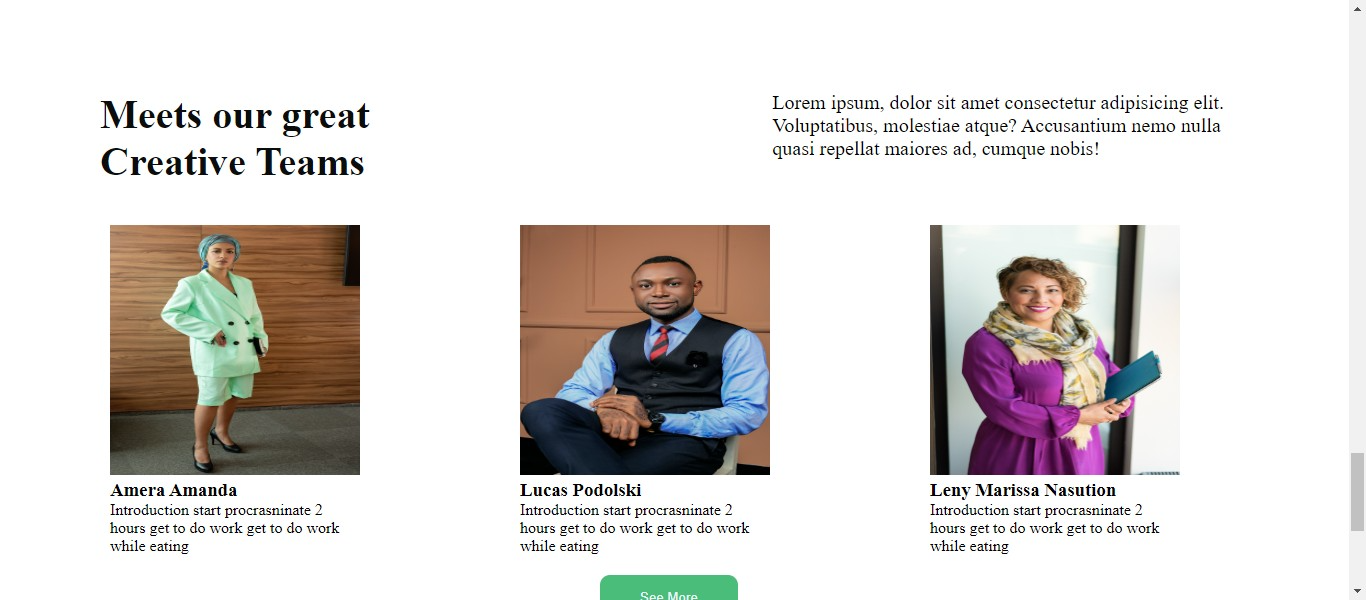 Meets our great
Creative Teams
Lorem ipsum, dolor sit amet consectetur adipisicing elit.
Voluptatibus, molestiae atque? Accusantium nemo nulla
quasi repellat maiores ad, cumque nobis!
Amera Amanda
Introduction start procrasninate 2
hours get to do work get to do work
while eating
Lucas Podolski
Introduction start procrasninate 2
hours get to do work get to do work
while eating
Leny Marissa Nasution
Introduction start procrasninate 2
hours get to do work get to do work
while eating
See More